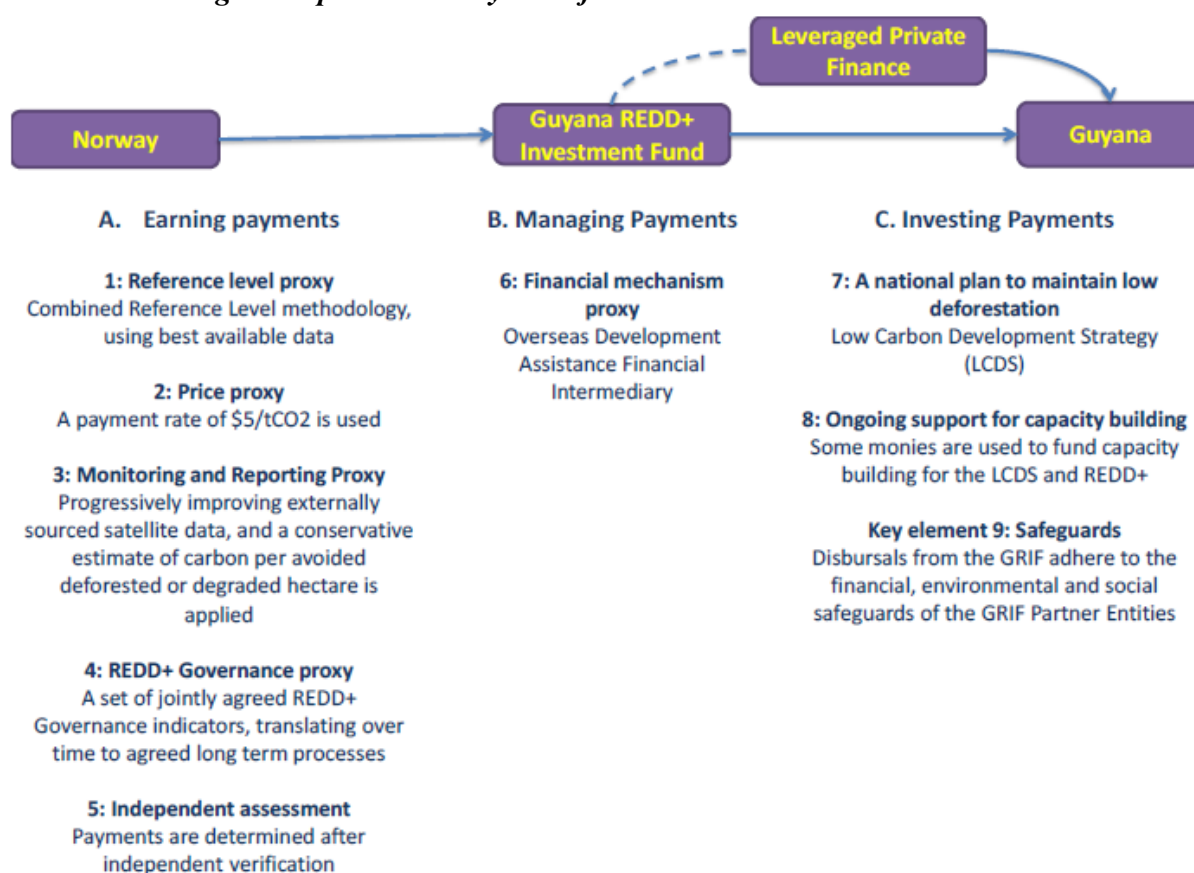 Leveraged Private
Finance
Norway
Guyana REDD+
Investment Fund
Guyana
A. Earning payments
1: Reference level proxy
Combined Reference Level methodology,
using best available data
2: Price proxy
A payment rate of $5/tCO2 is used
3: Monitoring and Reporting Proxy
Progressively improving externally
sourced satellite data, and a conservative
estimate of carbon per avoided
deforested or degraded hectare is
applied
4: REDD+ Governance proxy
A set of jointly agreed REDD+
Governance indicators, translating over
time to agreed long term processes
5: Independent assessment
Payments are determined after
independent verification
B. Managing Payments
6: Financial mechanism
proxy
Overseas Development
Assistance Financial
Intermediary
C. Investing Payments
7: A national plan to maintain low
deforestation
Low Carbon Development Strategy
(LCDS)
8: Ongoing support for capacity building
Some monies are used to fund capacity
building for the LCDS and REDD+
Key element 9: Safeguards
Disbursals from the GRIF adhere to the
financial, environmental and social
safeguards of the GRIF Partner Entities